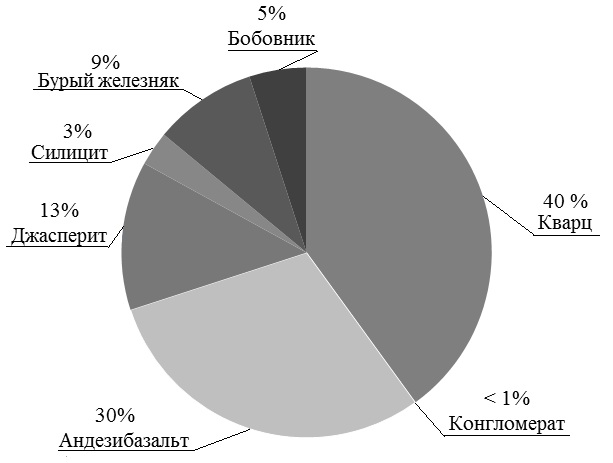 5%
Бобовник
9%
Бурый железняк
3%
Силицит
13%
Джасперит
40 %
Кварц
< 1%
Конгломерат
30%
Андезибазальт